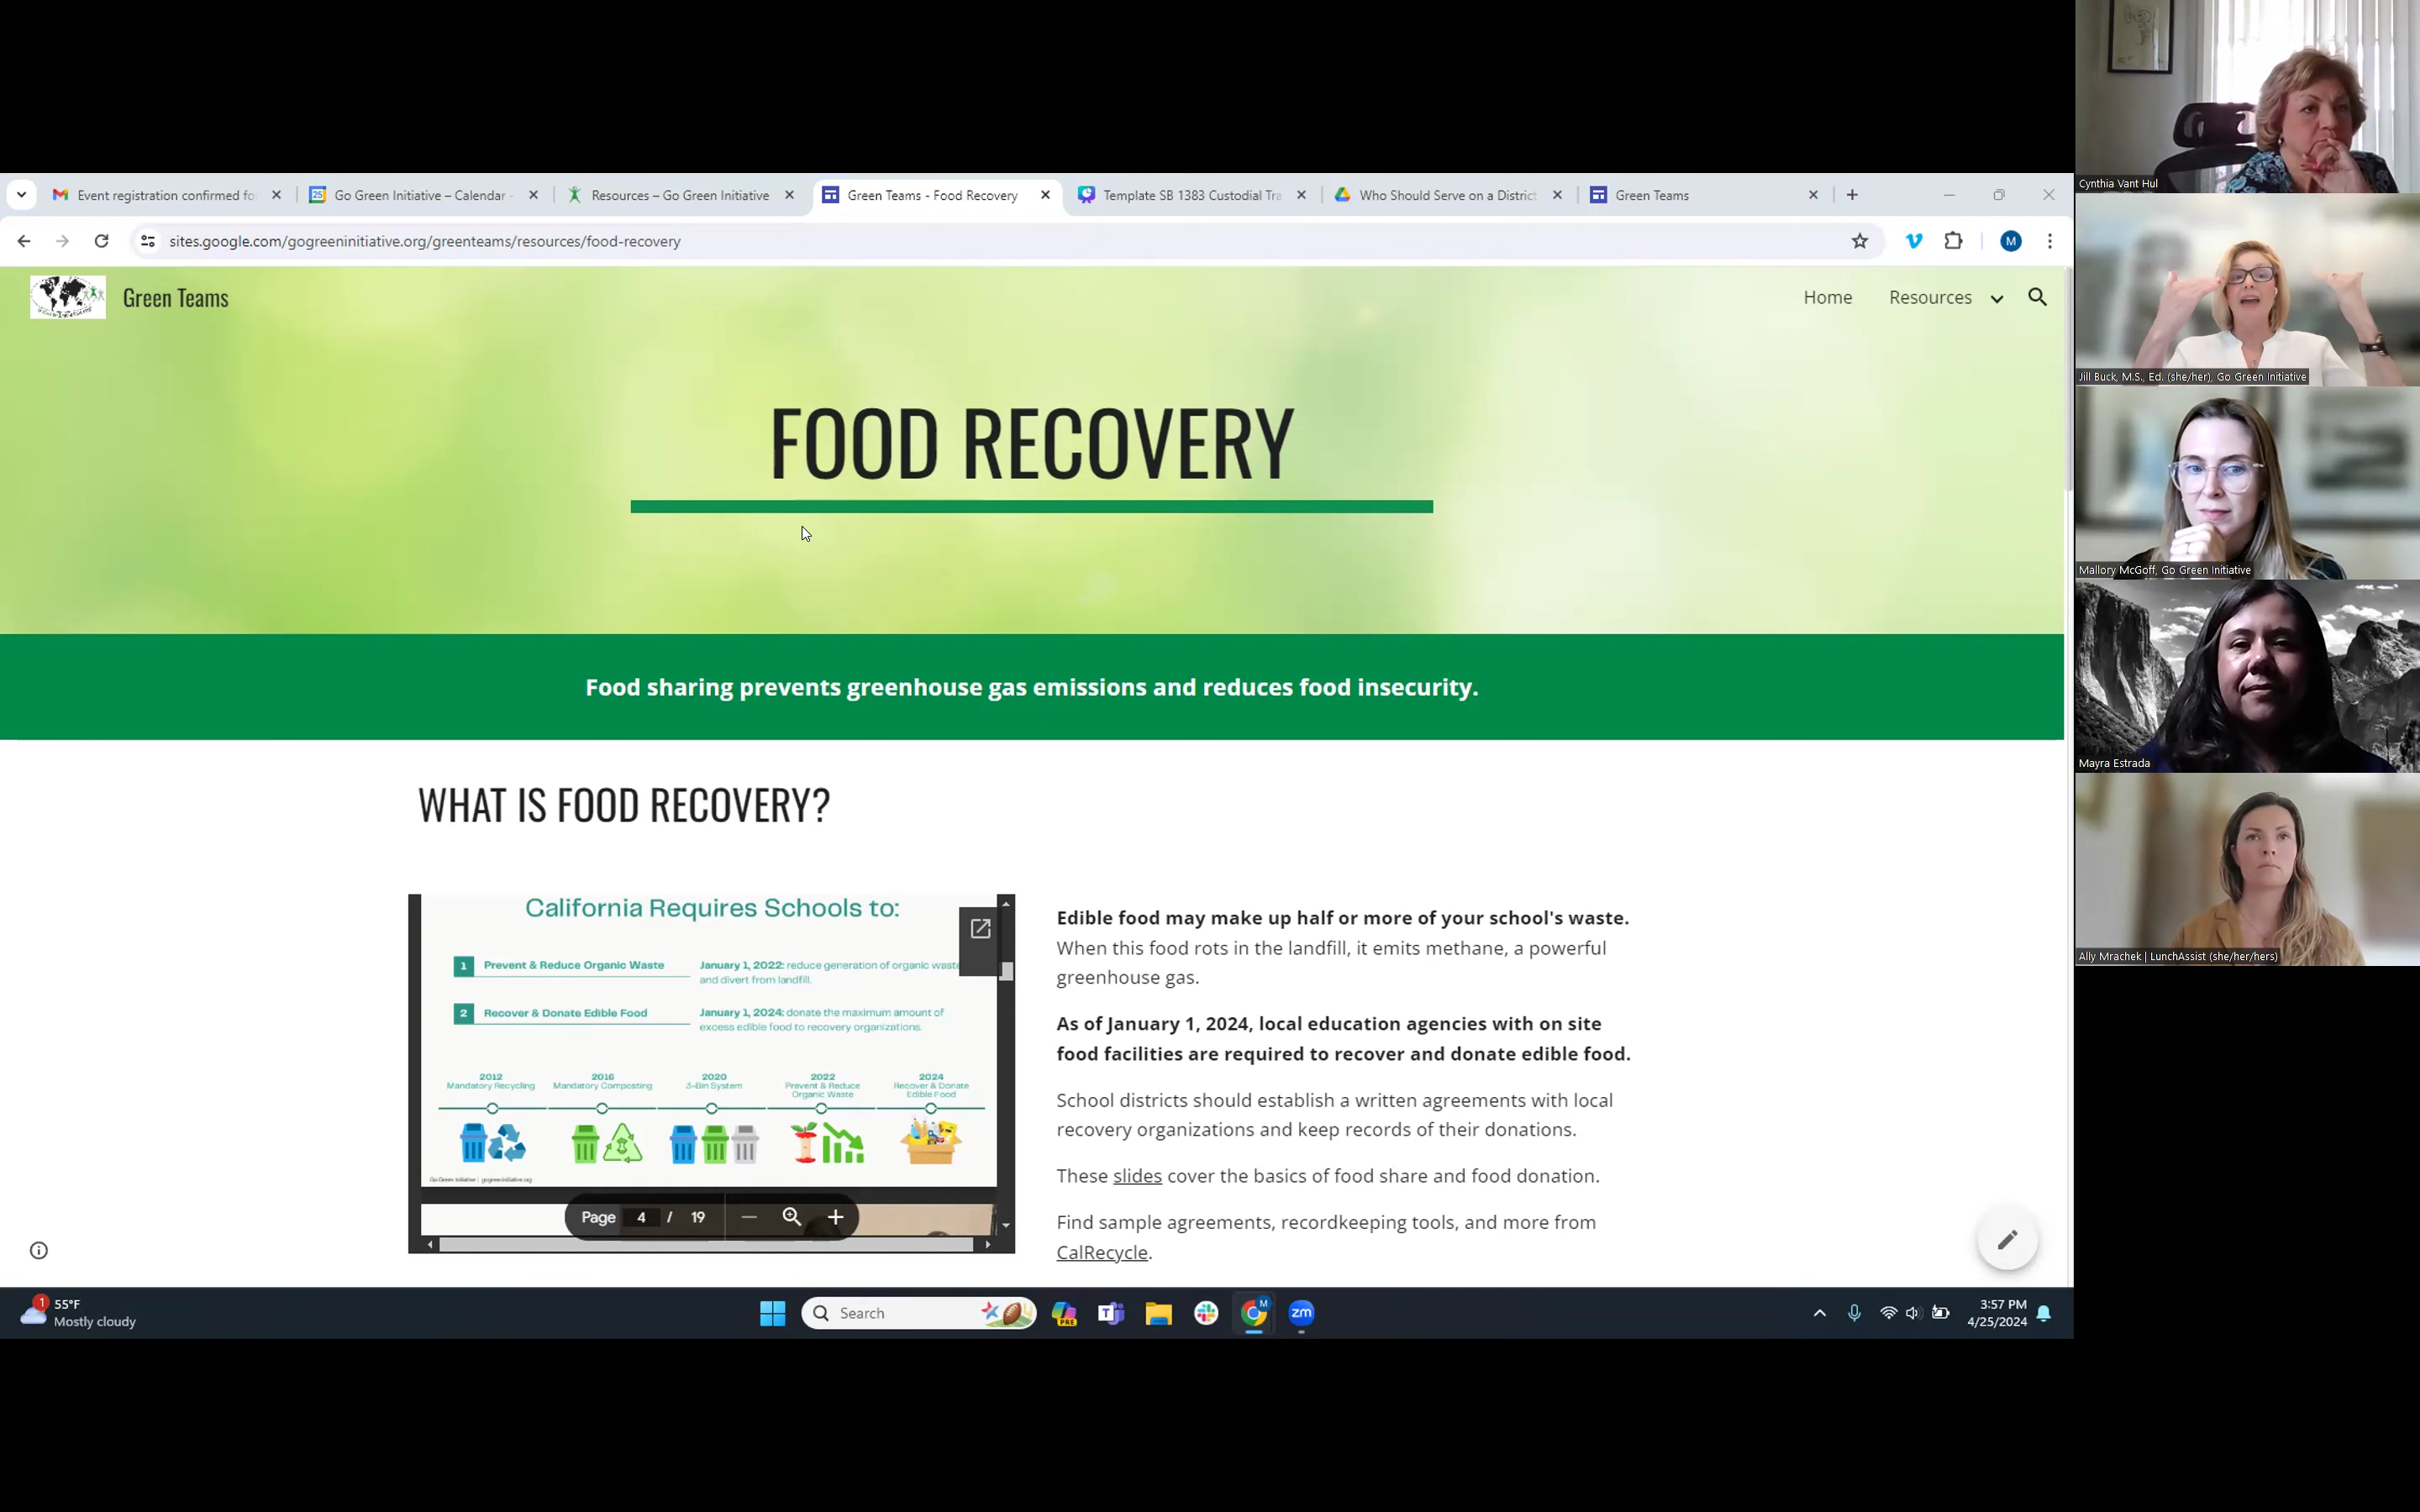 Event registration confirmed fo
Go Green Initiative – Calendar -
Resources – Go Green Initiative
Green Teams - Food Recovery
Template SB 1383 Custodial Tra
Who Should Serve on a District
Green Teams
sites.google.com/gogreeninitiative.org/greenteams/resources/food-recovery
M
Green Teams
Home
Resources
FOOD RECOVERY
Food sharing prevents greenhouse gas emissions and reduces food insecurity.
WHAT IS FOOD RECOVERY?
California Requires Schools to:
1 Prevent & Reduce Organic Waste
January 1, 2022: reduce generation of organic waste
and divert from landfill.
2 Recover & Donate Edible Food
January 1, 2024: donate the maximum amount of
excess edible food to recovery organizations.
2012
Mandatory Recycling
2016
Mandatory Composting
2020
3-Bin System
2022
Prevent & Reduce
Organic Waste
2024
Recover & Donate
Edible Food
Go Green Initiative | gogreeninitiative.org
Page 4 / 19
Edible food may make up half or more of your school's waste.
When this food rots in the landfill, it emits methane, a powerful
greenhouse gas.
As of January 1, 2024, local education agencies with on site
food facilities are required to recover and donate edible food.
School districts should establish a written agreements with local
recovery organizations and keep records of their donations.
These slides cover the basics of food share and food donation.
Find sample agreements, recordkeeping tools, and more from
CalRecycle.
1
55°F
Mostly cloudy
Search
PRE
M
zm
3:57 PM
4/25/2024
Cynthia Vant Hul
Jill Buck, M.S., Ed. (she/her), Go Green Initiative
Mallory McGoff, Go Green Initiative
Mayra Estrada
Ally Mrachek | LunchAssist (she/her/hers)